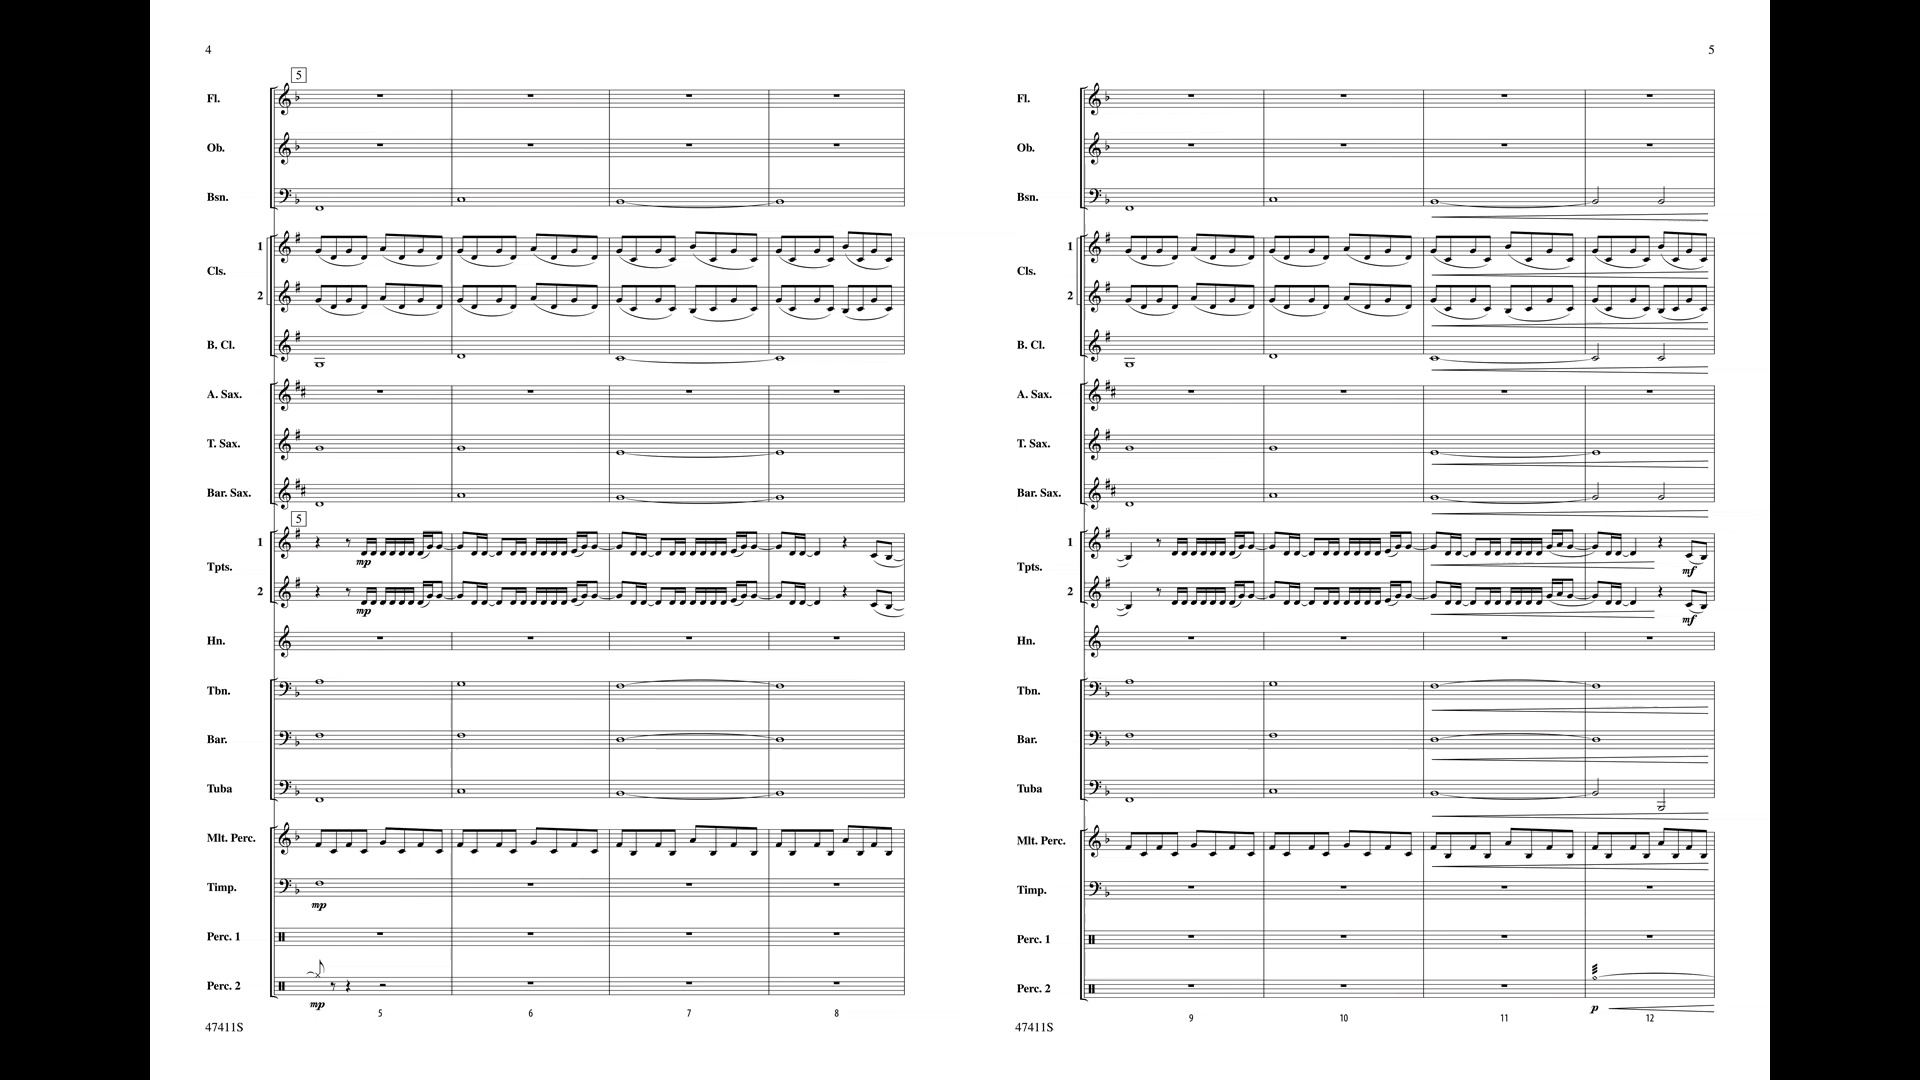 4
5
Fl.
Ob.
Bsn.
1
Cls.
2
B. Cl.
A. Sax.
T. Sax.
Bar. Sax.
5
1
mp
Tpts.
2
mp
Hn.
Tbn.
Bar.
Tuba
Mlt. Perc.
Timp.
mp
Perc. 1
Perc. 2
mp
5 6 7 8
47411S
5
Fl.
Ob.
Bsn.
1
Cls.
2
B. Cl.
A. Sax.
T. Sax.
Bar. Sax.
1
mf
Tpts.
2
mf
Hn.
Tbn.
Bar.
Tuba
Mlt. Perc.
Timp.
Perc. 1
Perc. 2
p
9 10 11 12
47411S